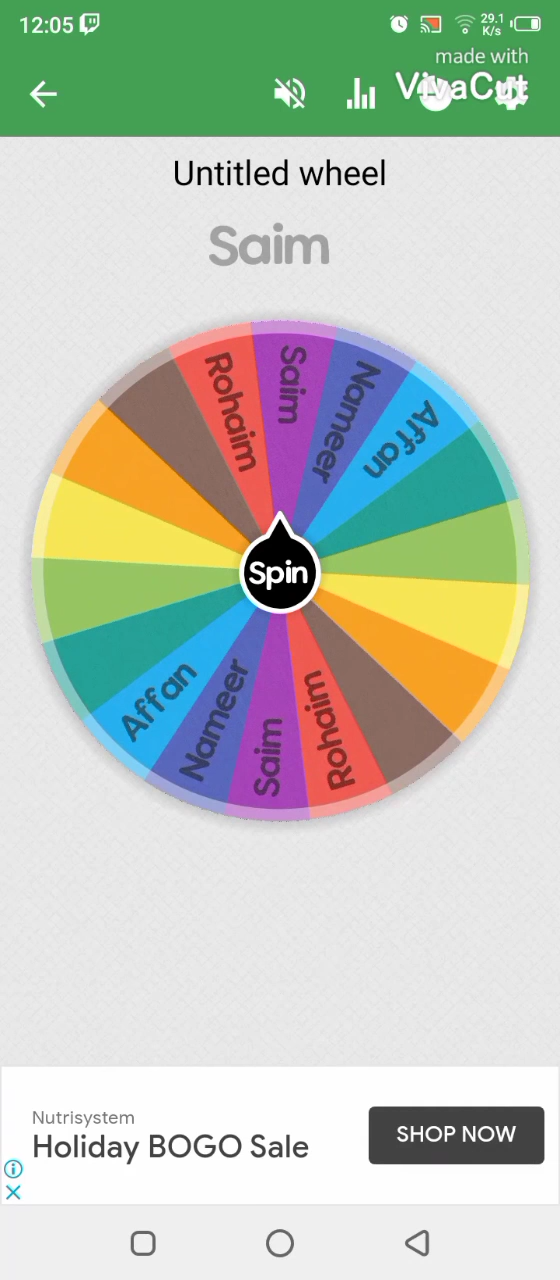 12:05
29.1
K/s
made with
VivaCut
Untitled wheel
Saim
Rohaim
Saim
Nameer
Affan
Spin
Affan
Nameer
Saim
Rohaim
Nutrisystem
Holiday BOGO Sale
SHOP NOW